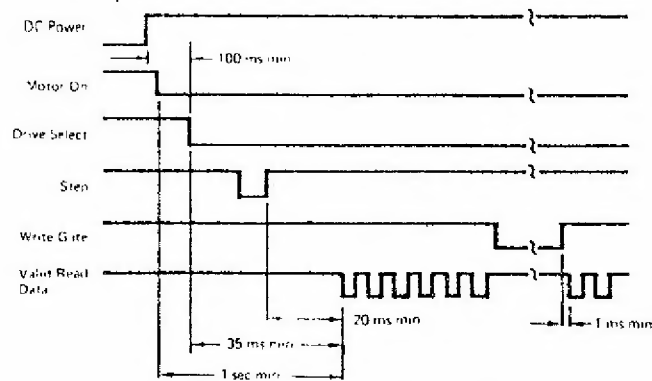 DC Power
100 ms min
Motor On
Drive Select
Step
Write Gate
Valid Read
Data
20 ms min
1 ms min
35 ms min
1 sec min